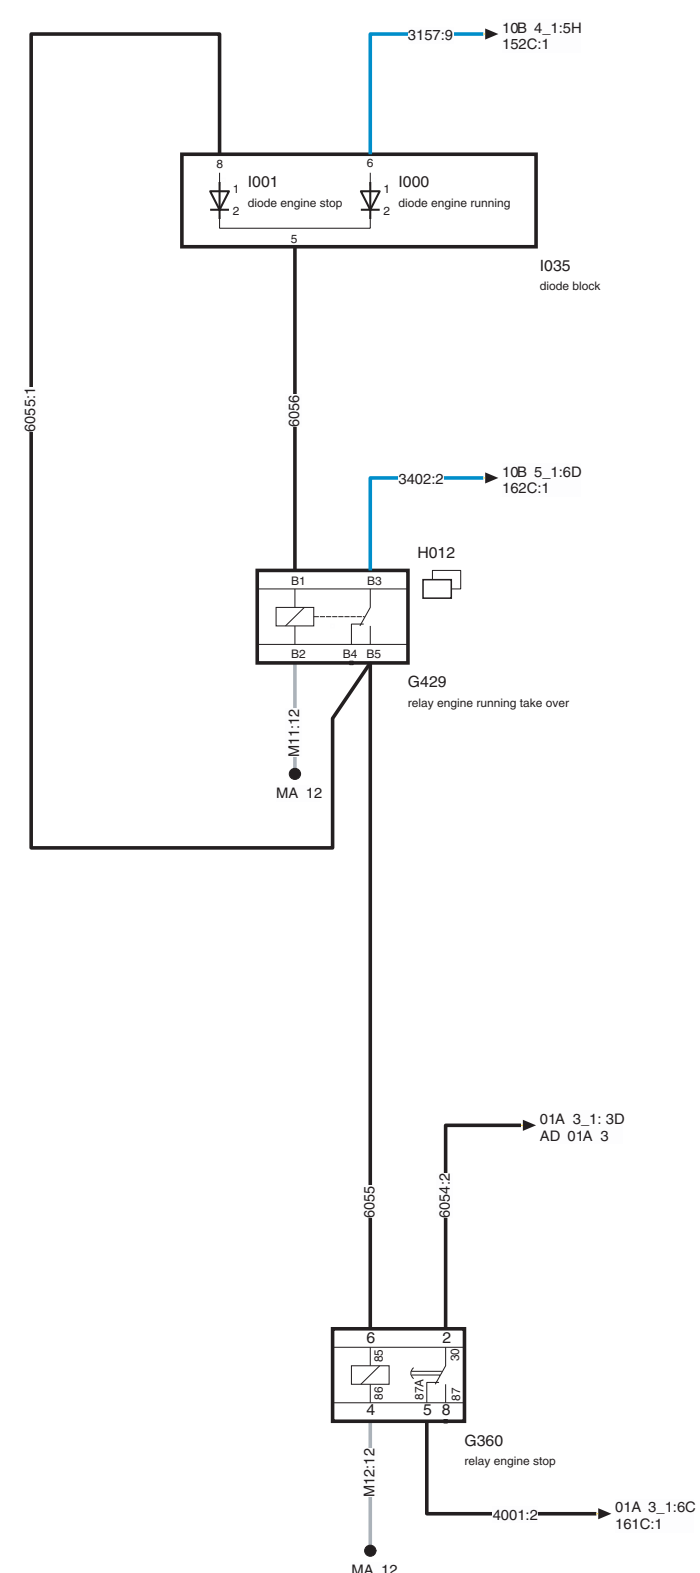 3157:9
10B 4_1:5H
152C:1
8
6
I001
1
diode engine stop
2
I000
1
diode engine running
2
5
I035
diode block
6055:1
6056
3402:2
10B 5_1:6D
162C:1
H012
B1
B3
B2
B4
B5
G429
relay engine running take over
M11:12
MA 12
01A 3_1: 3D
AD 01A 3
6055
6054:2
6
2
85
30
86
87A
87
4
5
8
G360
relay engine stop
M12:12
4001:2
01A 3_1:6C
161C:1
MA 12